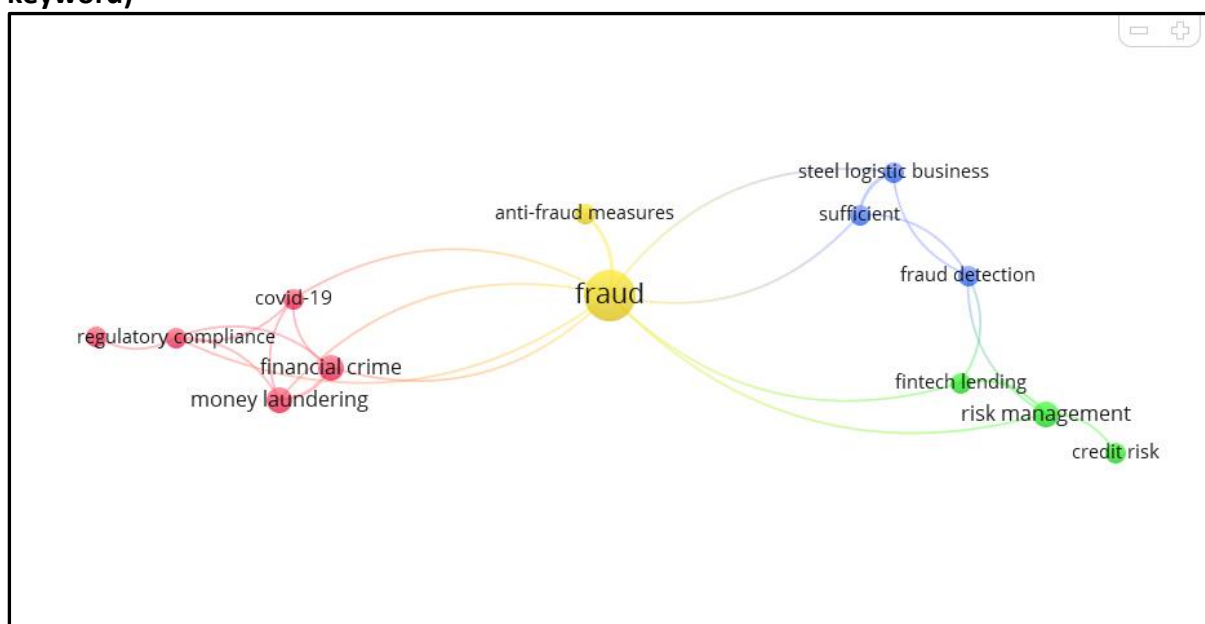 keyword)
steel logistic business
anti-fraud measures
sufficient
fraud detection
fraud
covid-19
regulatory compliance
financial crime
money laundering
fintech lending
risk management
credit risk